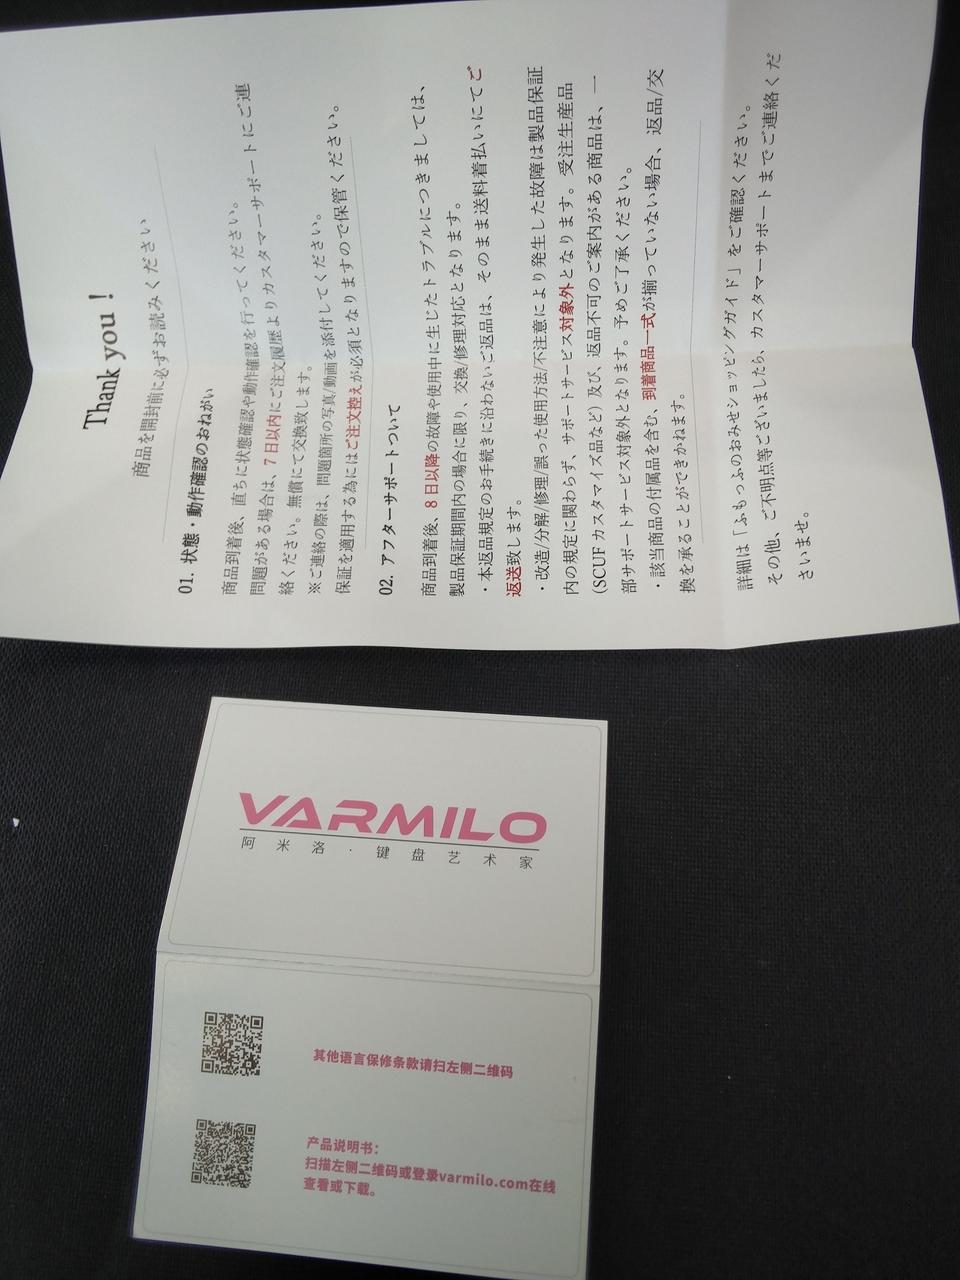 Thank you！
商品を開封前に必ずお読みください
01. 状態・動作確認のおねがい
商品到着後、直ちに状態確認や動作確認を行ってください。
問題がある場合は、7日以内にご注文履歴よりカスタマーサポートにご連
絡ください。無償にて交換致します。
※ご連絡の際は、問題箇所の写真/動画を添付してください。
保証を適用する為にはご注文控えが必須となりますので保管ください。
02. アフターサポートついて
商品到着後、8日以降の故障や使用中に生じたトラブルにつきましては、
製品保証期間内の場合に限り、交換/修理対応となります。
・本返品規定のお手続きに沿わないご返品は、そのまま送料着払いにてご
返送致します。
・改造/分解/修理/誤った使用方法/不注意により発生した故障は製品保証
内の規定に関わらず、サポートサービス対象外となります。受注生産品
(SCUFカスタマイズ品など) 及び、返品不可のご案内がある商品は、一
部サポートサービス対象外となります。予めご了承ください。
・該当商品の付属品を含む、到着商品一式が揃っていない場合、返品/交
換を承ることができかねます。
詳細は「ふもっふのおみせショッピングガイド」をご確認ください。
その他、ご不明点等ございましたら、カスタマーサポートまでご連絡くだ
さいませ。
VARMILO
阿米洛·键盘艺术家
其他语言保修条款请扫左侧二维码
产品说明书：
扫描左侧二维码或登录varmilo.com在线
查看或下载。